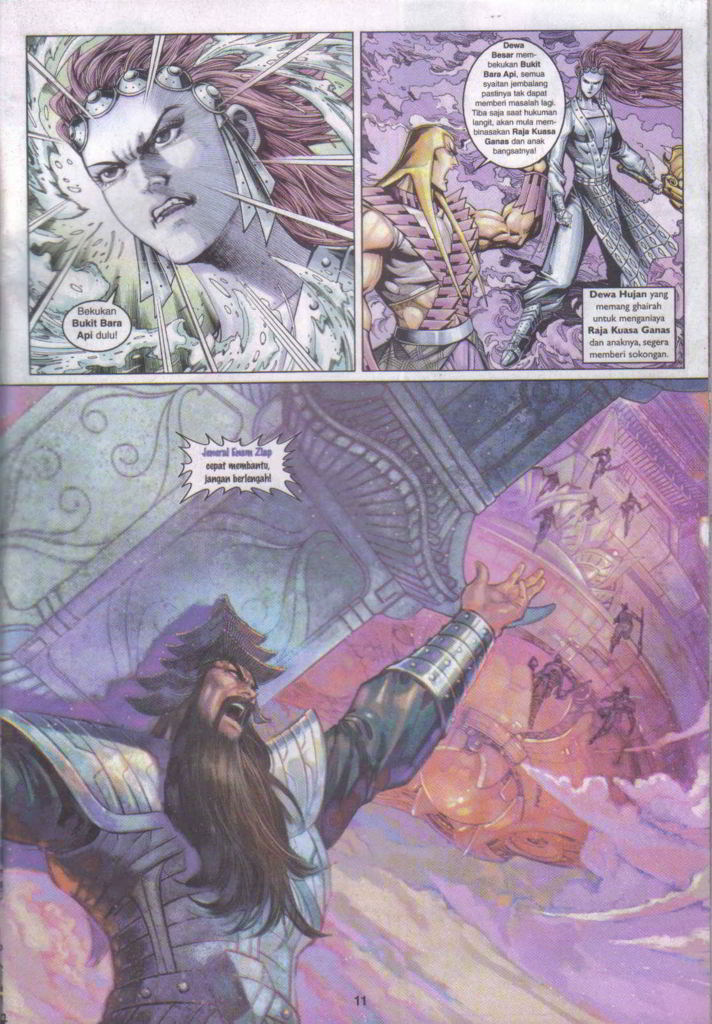 Bekukan
Bukit Bara
Api dulu!
Dewa
Besar mem-
bekukan Bukit
Bara Api, semua
syaitan jembalang
pastinya tak dapat
memberi masalah lagi.
Tiba saja saat hukuman
langit, akan mula mem-
binasakan Raja Kuasa
Ganas dan anak
bangsatnya!
Dewa Hujan yang
memang ghairah
untuk menganiaya
Raja Kuasa Ganas
dan anaknya, segera
memberi sokongan.
Jeneral Enam Ziap
cepat membantu,
jangan berlengah!
11